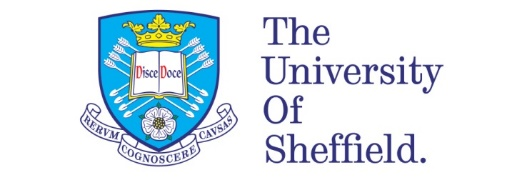 Disce Doce
RERVM COGNOSCERE CAVSAS
The
University
Of
Sheffield.